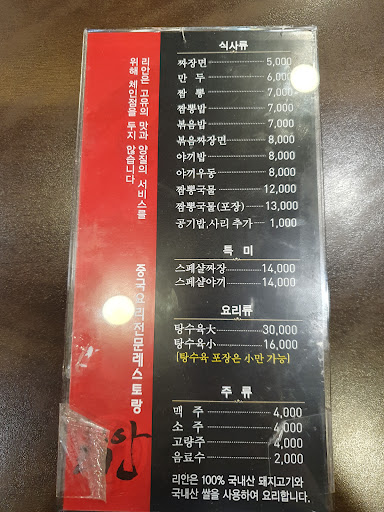 리안은 고유의 맛과 양질의 서비스를
위해 체인점을 두지 않습니다
중국요리전문레스토랑
리안
식사류
짜장면 5,000
만 두 6,000
짬 뽕 7,000
짬뽕밥 7,000
볶음밥 7,000
볶음짜장면 8,000
야끼밥 8,000
야끼우동 8,000
짬뽕국물 12,000
짬뽕국물(포장) 13,000
공기밥,사리 추가 1,000
특 미
스페샬짜장 14,000
스페샬야끼 14,000
요리류
탕수육大 30,000
탕수육小 16,000
(탕수육 포장은 小만 가능)
주 류
맥 주 4,000
소 주 4,000
고량주 4,000
음료수 2,000
리안은 100% 국내산 돼지고기와
국내산 쌀을 사용하여 요리합니다.